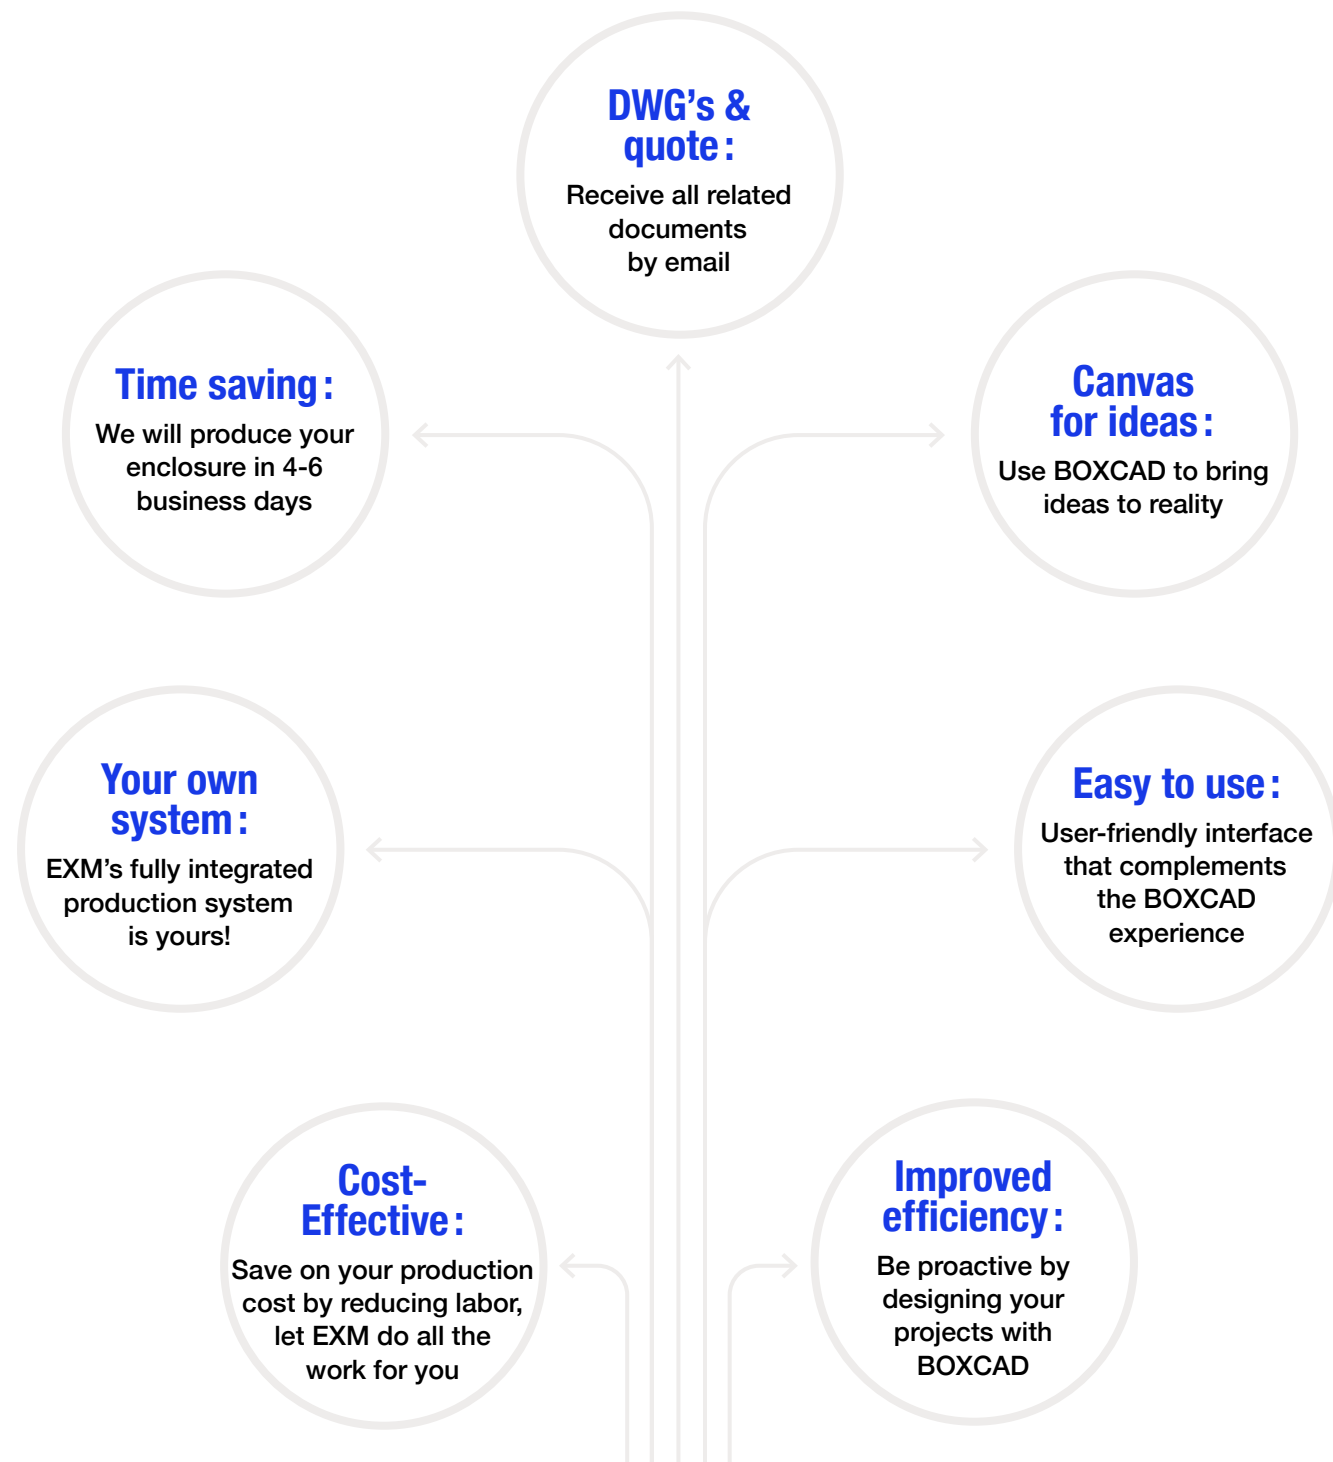 DWG's &
quote:
Receive all related
documents
by email
Time saving:
We will produce your
enclosure in 4-6
business days
Canvas
for ideas:
Use BOXCAD to bring
ideas to reality
Your own
system:
EXM's fully integrated
production system
is yours!
Easy to use:
User-friendly interface
that complements
the BOXCAD
experience
Cost-
Effective:
Save on your production
cost by reducing labor,
let EXM do all the
work for you
Improved
efficiency:
Be proactive by
designing your
projects with
BOXCAD